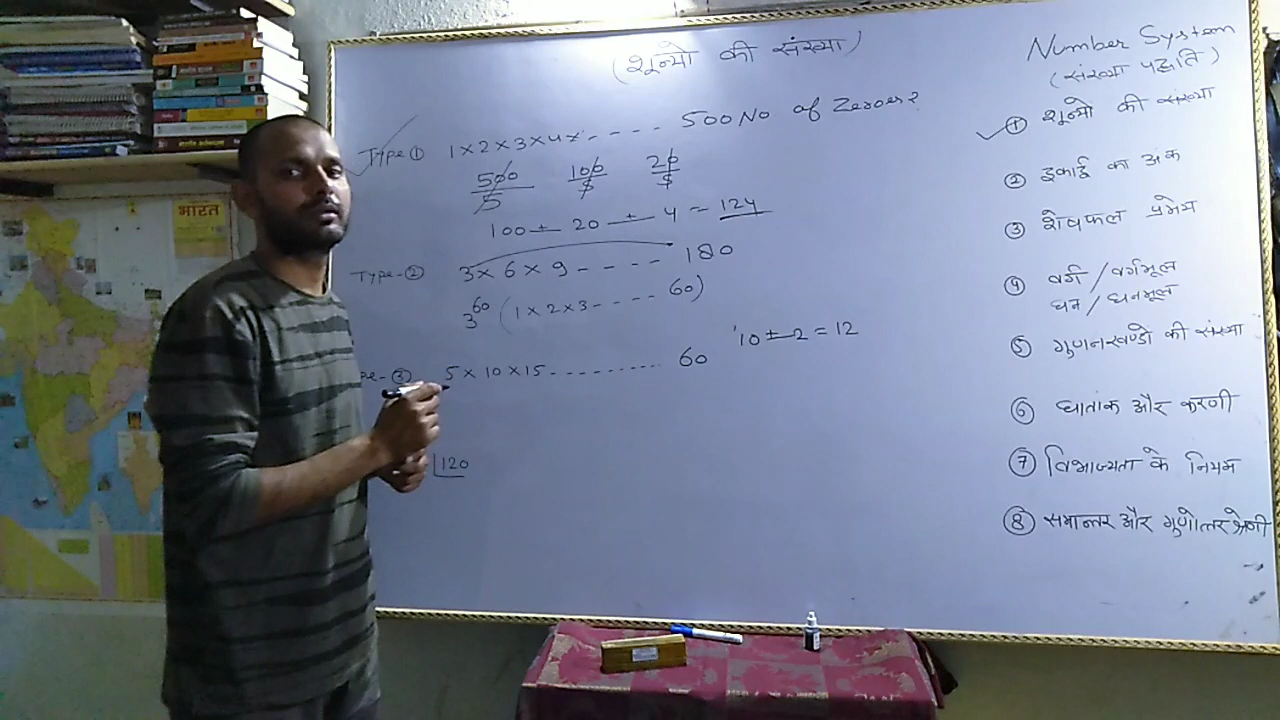 (शून्यो की संख्या)
Type ① 1×2×3×4×- - - - 500 No of Zeroes?
500/5 100/5 20/5
100 + 20 + 4 = 124
Type-② 3×6×9- - - - 180
3^60 (1×2×3- - - - 60)
10+2=12
pe-③ 5×10×15- - - - - - - - - - 60
120
Number System
(संख्या पद्धति)
① शून्यो की संख्या
② इकाई का अंक
③ शेषफल प्रमेय
④ वर्ग/वर्गमूल
घन/घनमूल
⑤ गुणनखण्डो की संख्या
⑥ घातांक और करणी
⑦ विभाज्यता के नियम
⑧ समान्तर और गुणोत्तर श्रेणी
भारत